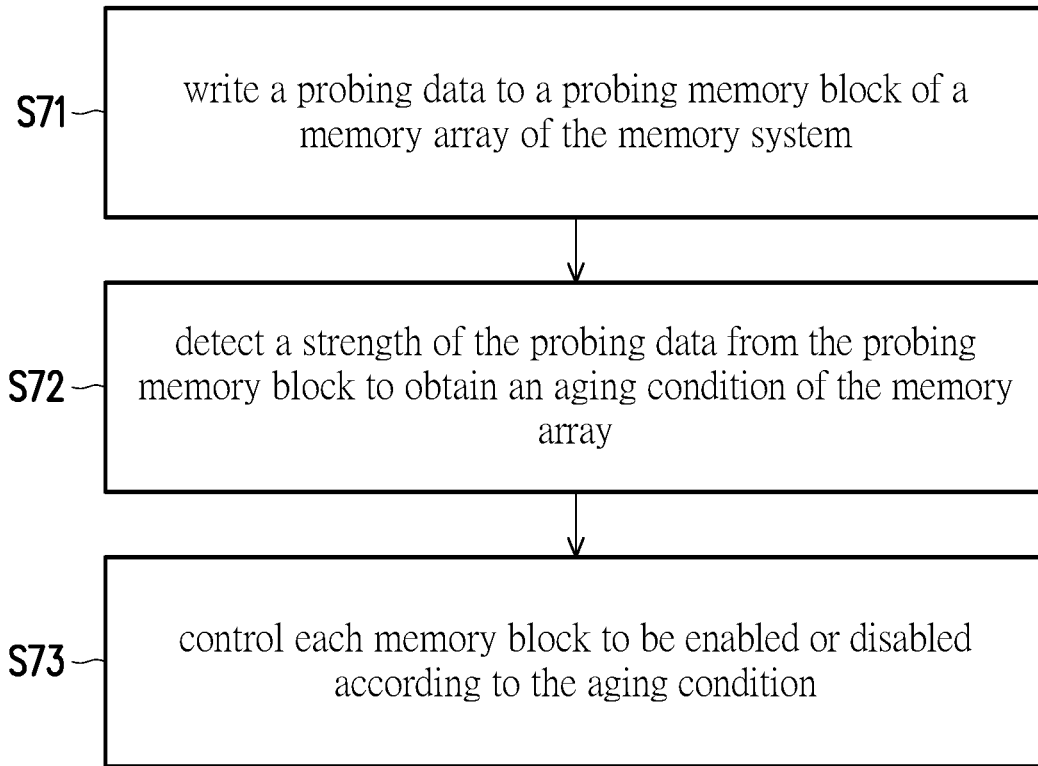 S71
write a probing data to a probing memory block of a
memory array of the memory system
S72
detect a strength of the probing data from the probing
memory block to obtain an aging condition of the memory
array
S73
control each memory block to be enabled or disabled
according to the aging condition